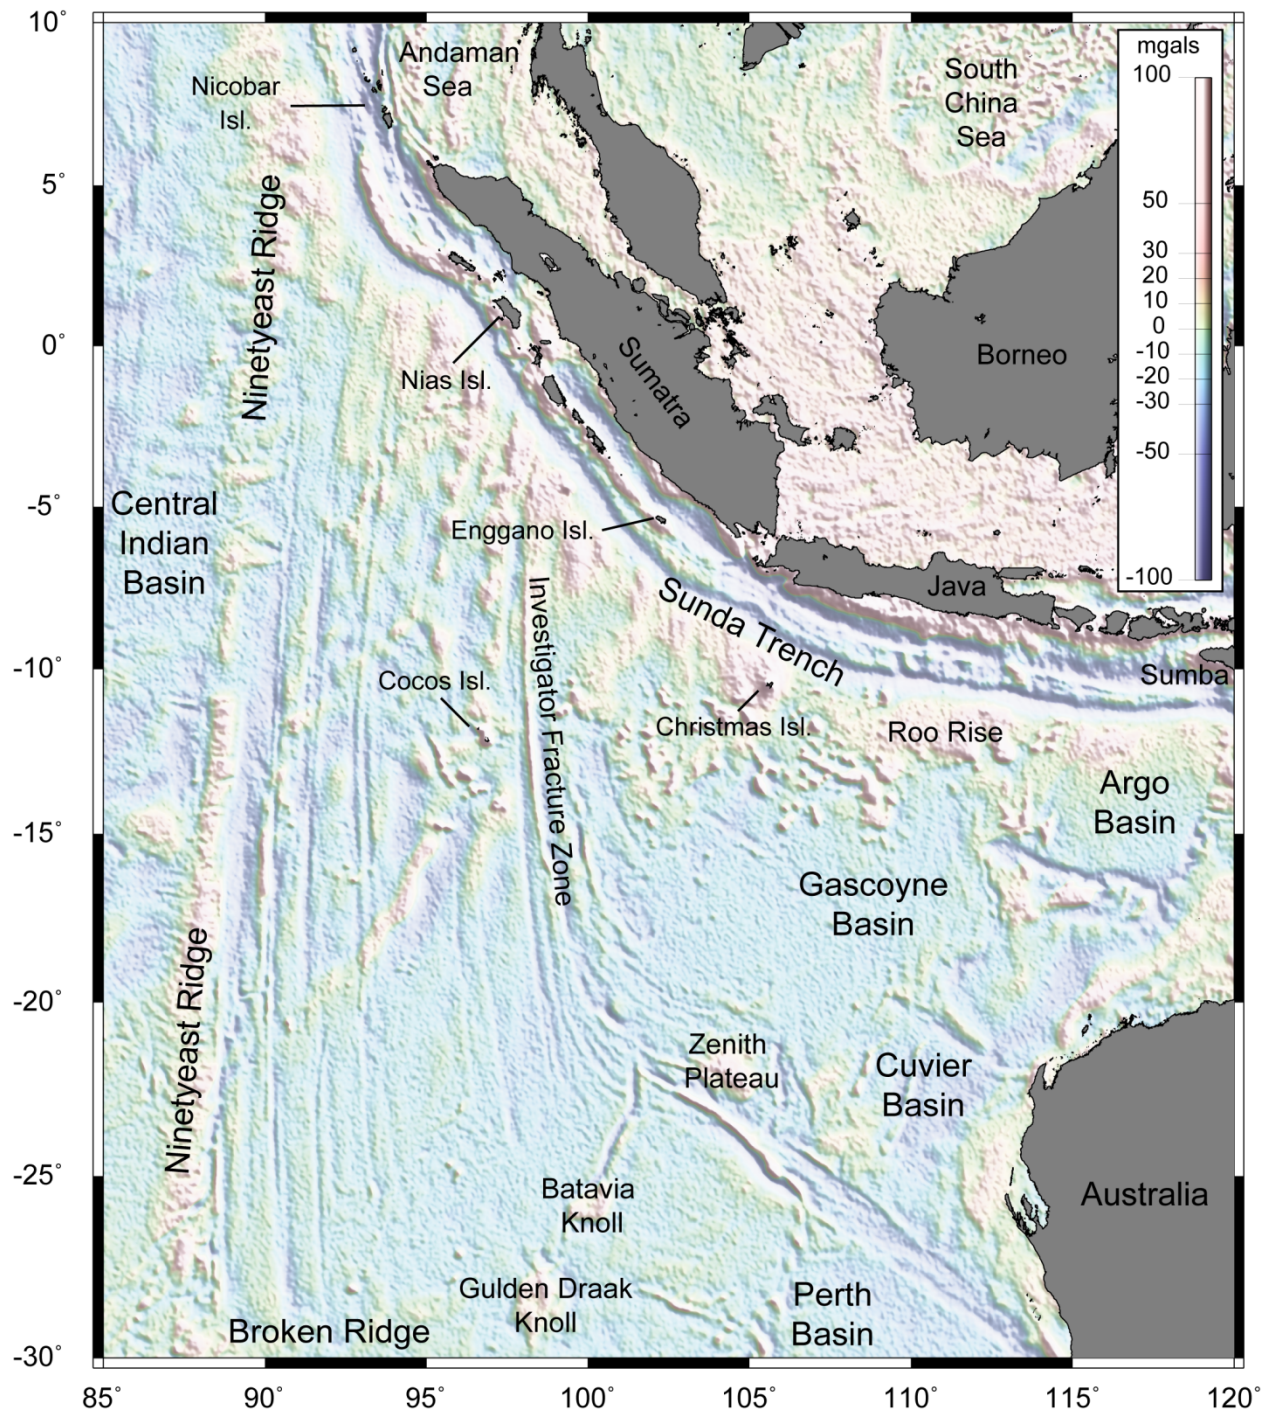 10°
5°
0°
-5°
-10°
-15°
-20°
-25°
-30°
85°
90°
95°
100°
105°
110°
115°
120°
mgals
100
50
30
20
10
0
-10
-20
-30
-50
-100
Andaman
Sea
South
China
Sea
Nicobar
Isl.
Ninetyeast Ridge
Nias Isl.
Sumatra
Borneo
Central
Indian
Basin
Enggano Isl.
Java
Sunda Trench
Investigator Fracture Zone
Sumba
Cocos Isl.
Christmas Isl.
Roo Rise
Argo
Basin
Gascoyne
Basin
Ninetyeast Ridge
Zenith
Plateau
Cuvier
Basin
Batavia
Knoll
Australia
Gulden Draak
Knoll
Perth
Basin
Broken Ridge